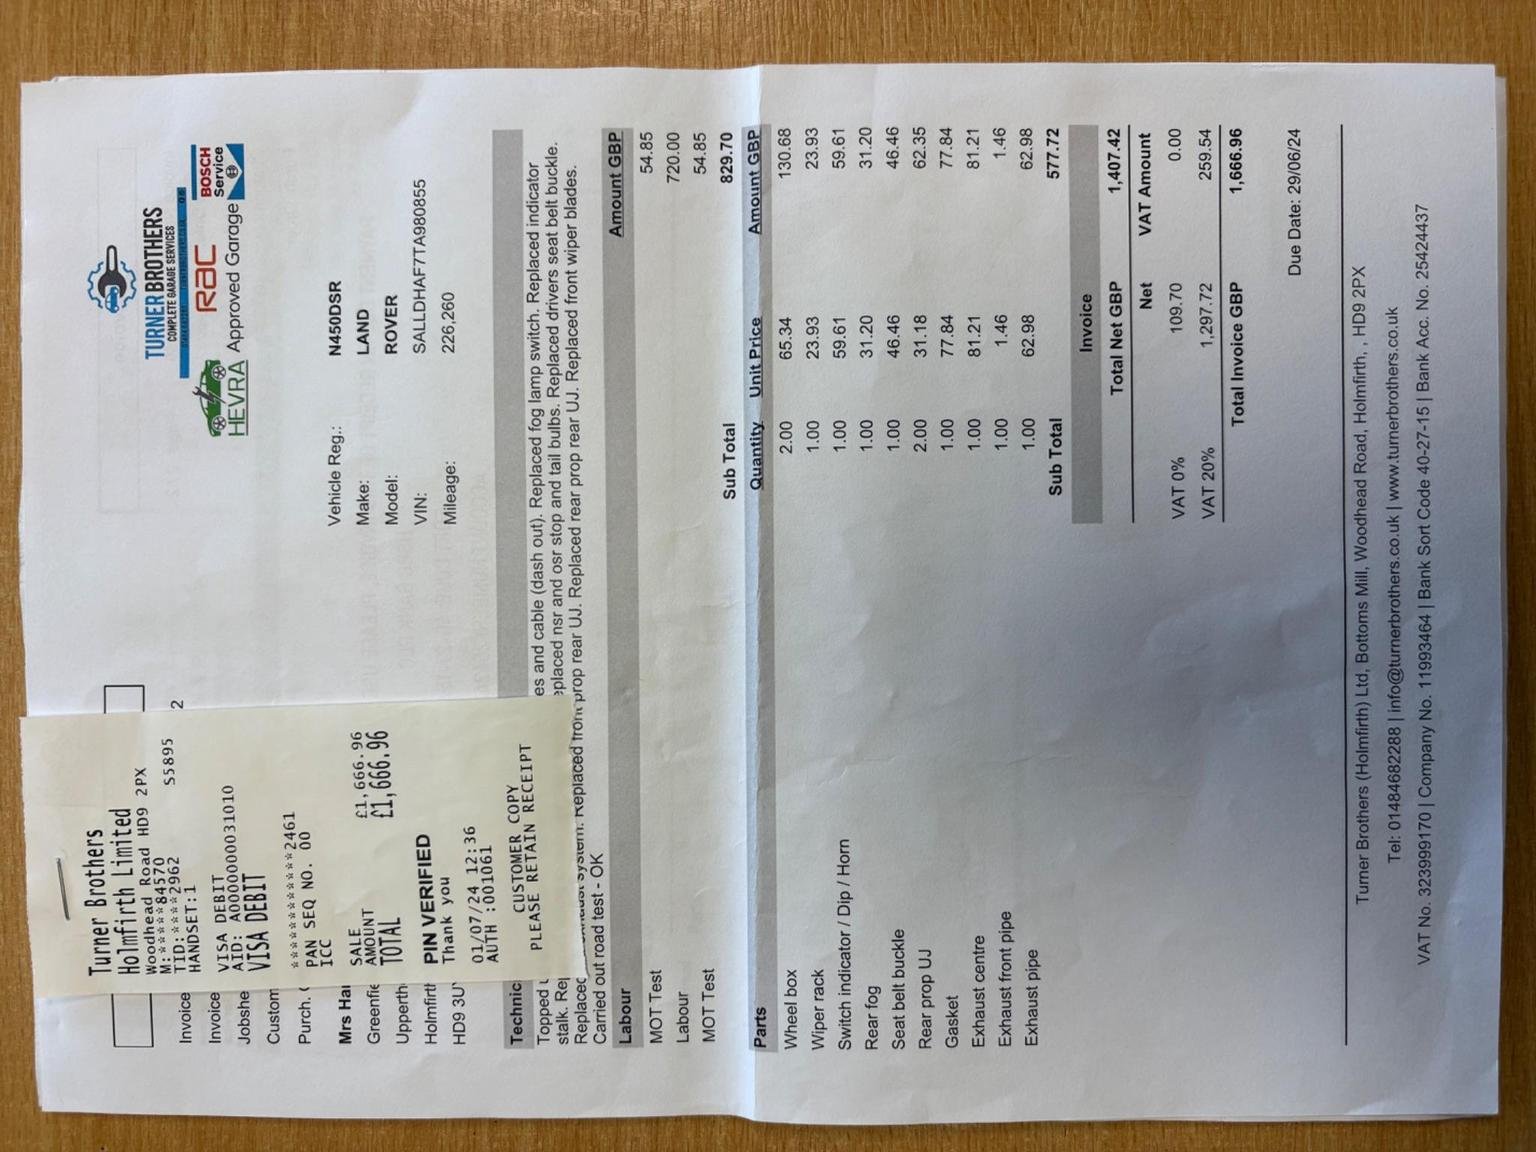 TURNER BROTHERS
COMPLETE GARAGE SERVICES
HEVRA
RAC
Approved Garage
BOSCH
Service
Turner Brothers
Holmfirth Limited
Woodhead Road HD9 2PX
M:*****84570
TID:****2962 S5895
HANDSET:1
VISA DEBIT
AID: A0000000031010
VISA DEBIT
************2461
PAN SEQ NO. 00
ICC
SALE
AMOUNT £1,666.96
TOTAL £1,666.96
PIN VERIFIED
Thank you
01/07/24 12:36
AUTH :001061
CUSTOMER COPY
PLEASE RETAIN RECEIPT
Invoice 2
Invoice
Jobshe
Custom
Purch.
Mrs Har
Greenfie
Upperth
Holmfirth
HD9 3U
Vehicle Reg.: N450DSR
Make: LAND
Model: ROVER
VIN: SALLDHAF7TA980855
Mileage: 226,260
Technic
Topped es and cable (dash out). Replaced fog lamp switch. Replaced indicator
stalk. Rep placed nsr and osr stop and tail bulbs. Replaced drivers seat belt buckle.
Replaced system. Replaced front prop rear UJ. Replaced rear prop rear UJ. Replaced front wiper blades.
Carried out road test - OK
Labour Amount GBP
MOT Test 54.85
Labour 720.00
MOT Test 54.85
Sub Total 829.70
Parts Quantity Unit Price Amount GBP
Wheel box 2.00 65.34 130.68
Wiper rack 1.00 23.93 23.93
Switch indicator / Dip / Horn 1.00 59.61 59.61
Rear fog 1.00 31.20 31.20
Seat belt buckle 1.00 46.46 46.46
Rear prop UJ 2.00 31.18 62.35
Gasket 1.00 77.84 77.84
Exhaust centre 1.00 81.21 81.21
Exhaust front pipe 1.00 1.46 1.46
Exhaust pipe 1.00 62.98 62.98
Sub Total 577.72
Invoice
Total Net GBP 1,407.42
Net VAT Amount
VAT 0% 109.70 0.00
VAT 20% 1,297.72 259.54
Total Invoice GBP 1,666.96
Due Date: 29/06/24
Turner Brothers (Holmfirth) Ltd, Bottoms Mill, Woodhead Road, Holmfirth, , HD9 2PX
Tel: 01484682288 | info@turnerbrothers.co.uk | www.turnerbrothers.co.uk
VAT No. 323999170 | Company No. 11993464 | Bank Sort Code 40-27-15 | Bank Acc. No. 25424437